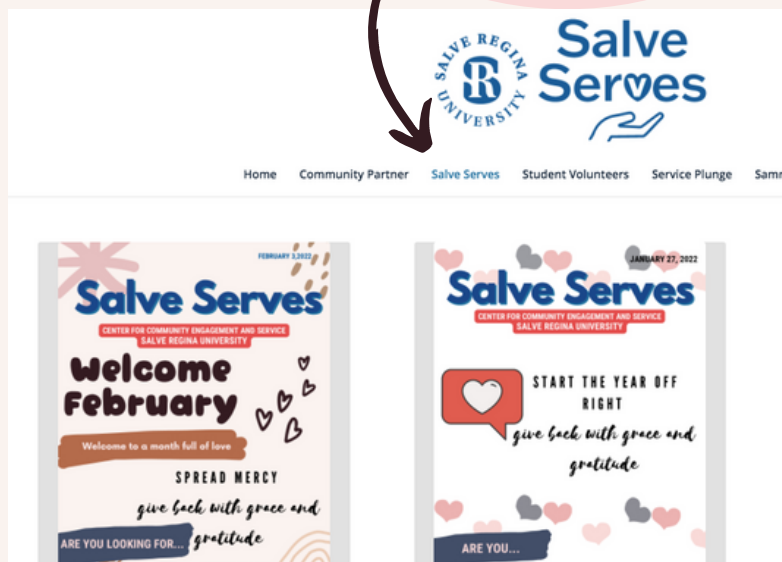 SALVE REGINA UNIVERSITY
SR
Salve
Serves
Home Community Partner Salve Serves Student Volunteers Service Plunge Samm
FEBRUARY 3,2022
Salve Serves
CENTER FOR COMMUNITY ENGAGEMENT AND SERVICE
SALVE REGINA UNIVERSITY
Welcome
February
Welcome to a month full of love
SPREAD MERCY
give back with grace and
gratitude
ARE YOU LOOKING FOR...
JANUARY 27, 2022
Salve Serves
CENTER FOR COMMUNITY ENGAGEMENT AND SERVICE
SALVE REGINA UNIVERSITY
START THE YEAR OFF
RIGHT
give back with grace and
gratitude
ARE YOU...